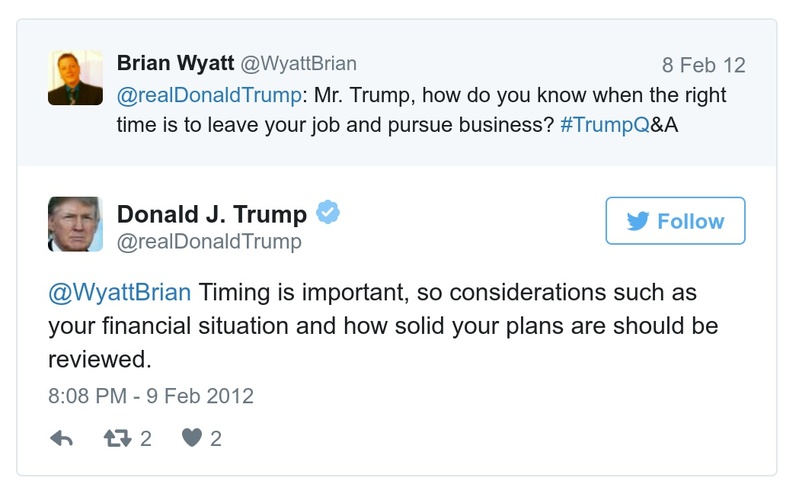 Brian Wyatt @WyattBrian 8 Feb 12
@realDonaldTrump: Mr. Trump, how do you know when the right
time is to leave your job and pursue business? #TrumpQ&A
Donald J. Trump
@realDonaldTrump
Follow
@WyattBrian Timing is important, so considerations such as
your financial situation and how solid your plans are should be
reviewed.
8:08 PM - 9 Feb 2012
2 2